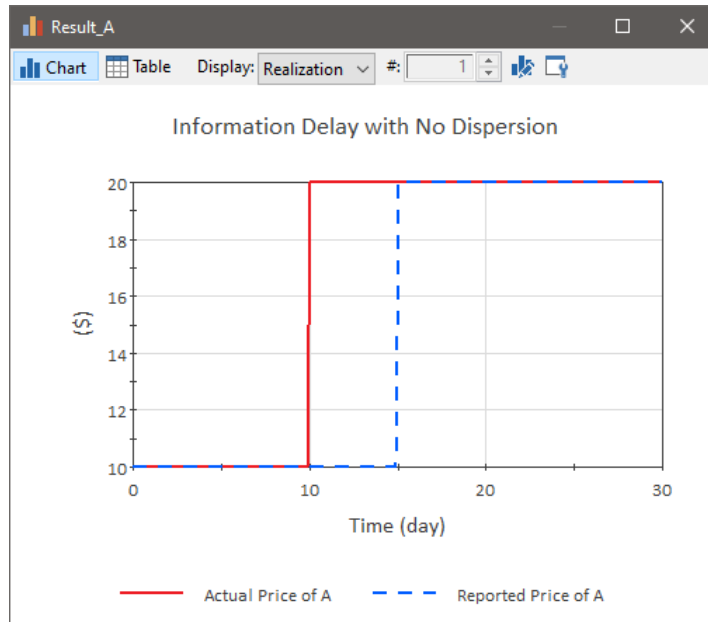 Result_A
Chart Table Display: Realization #: 1
Information Delay with No Dispersion
20
18
16
14
12
10
($)
0 10 20 30
Time (day)
Actual Price of A Reported Price of A